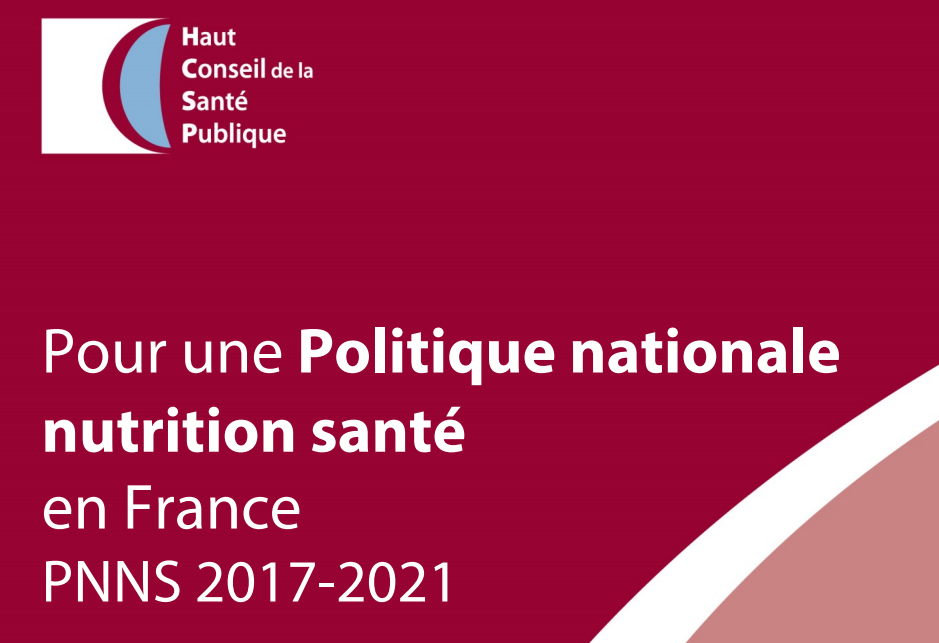 Haut
Conseil de la
Santé
Publique
Pour une Politique nationale
nutrition santé
en France
PNNS 2017-2021